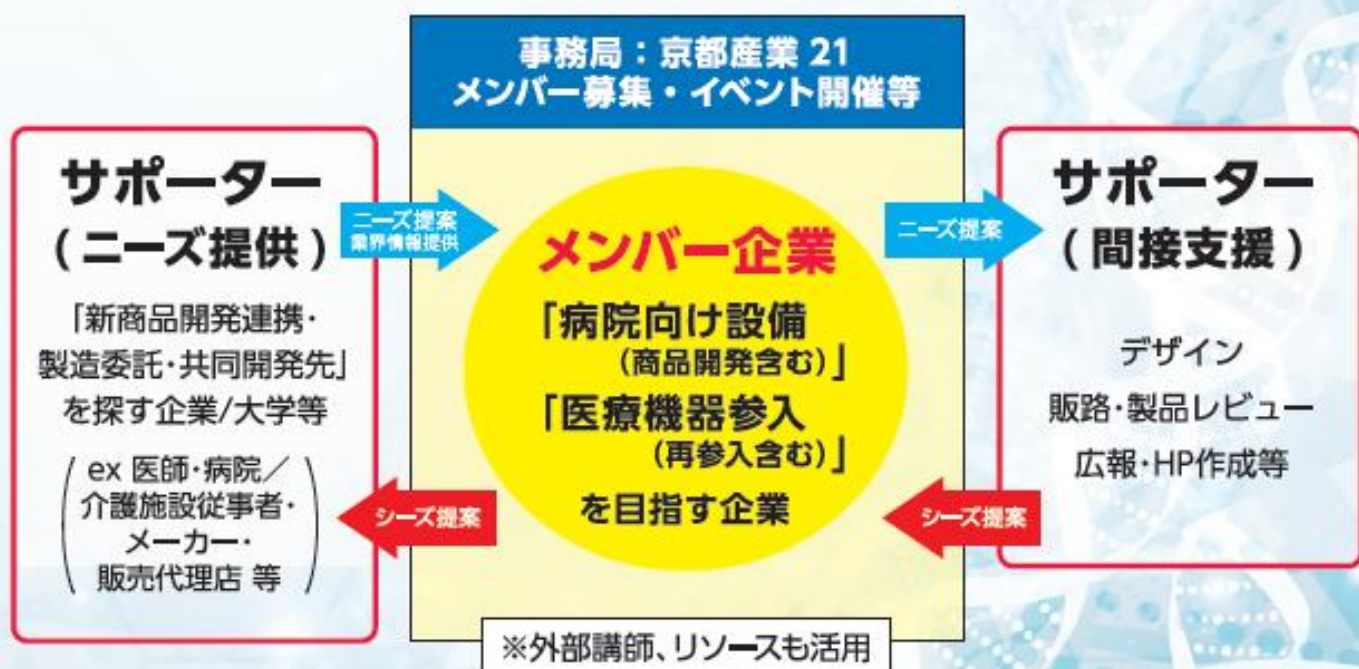 事務局：京都産業 21
メンバー募集・イベント開催等
サポーター
(ニーズ提供)
「新商品開発連携・
製造委託・共同開発先」
を探す企業/大学等
ex 医師・病院／
介護施設従事者・
メーカー・
販売代理店 等
ニーズ提案
業界情報提供
シーズ提案
メンバー企業
「病院向け設備
(商品開発含む)」
「医療機器参入
(再参入含む)」
を目指す企業
ニーズ提案
シーズ提案
サポーター
(間接支援)
デザイン
販路・製品レビュー
広報・HP作成等
※外部講師、リソースも活用